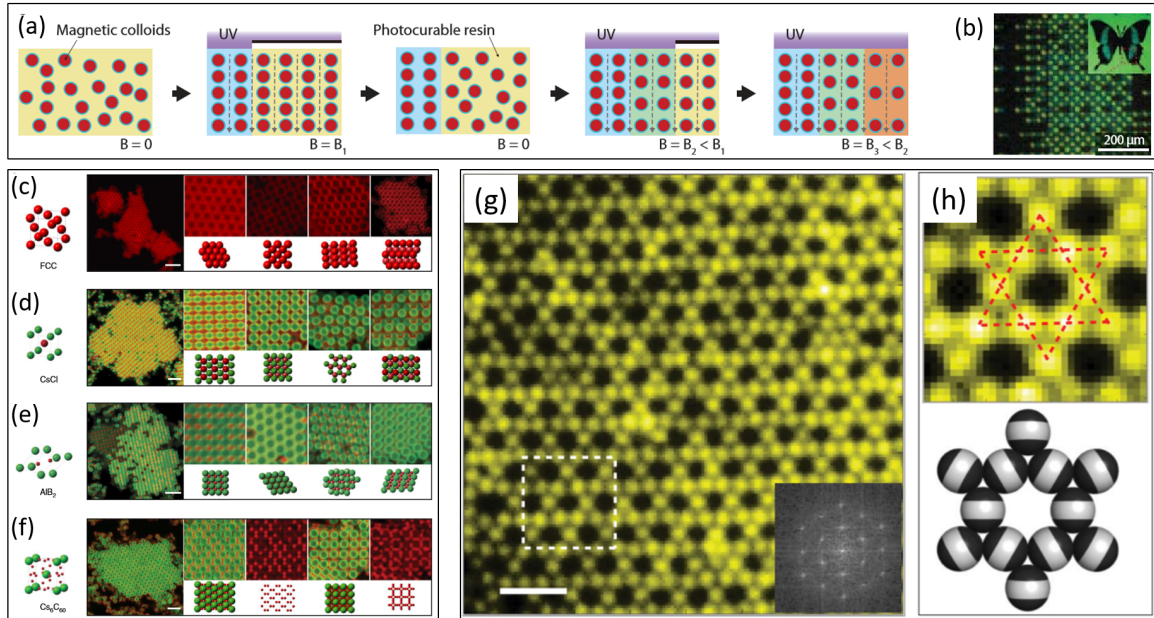 (a)
Magnetic colloids
UV
Photocurable resin
UV
UV
B = 0
B = B₁
B = 0
B = B₂ < B₁
B = B₃ < B₂
(b)
200 μm
(c)
FCC
(d)
CsCl
(e)
AlB₂
(f)
Cs₆C₆₀
(g)
(h)